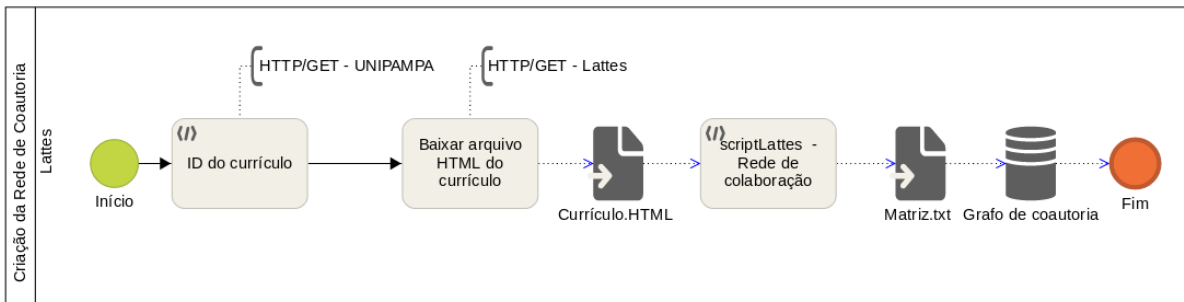 Criação da Rede de Coautoria
Lattes
HTTP/GET - UNIPAMPA
HTTP/GET - Lattes
Início
ID do currículo
Baixar arquivo
HTML do
currículo
Currículo.HTML
scriptLattes -
Rede de
colaboração
Matriz.txt
Grafo de coautoria
Fim